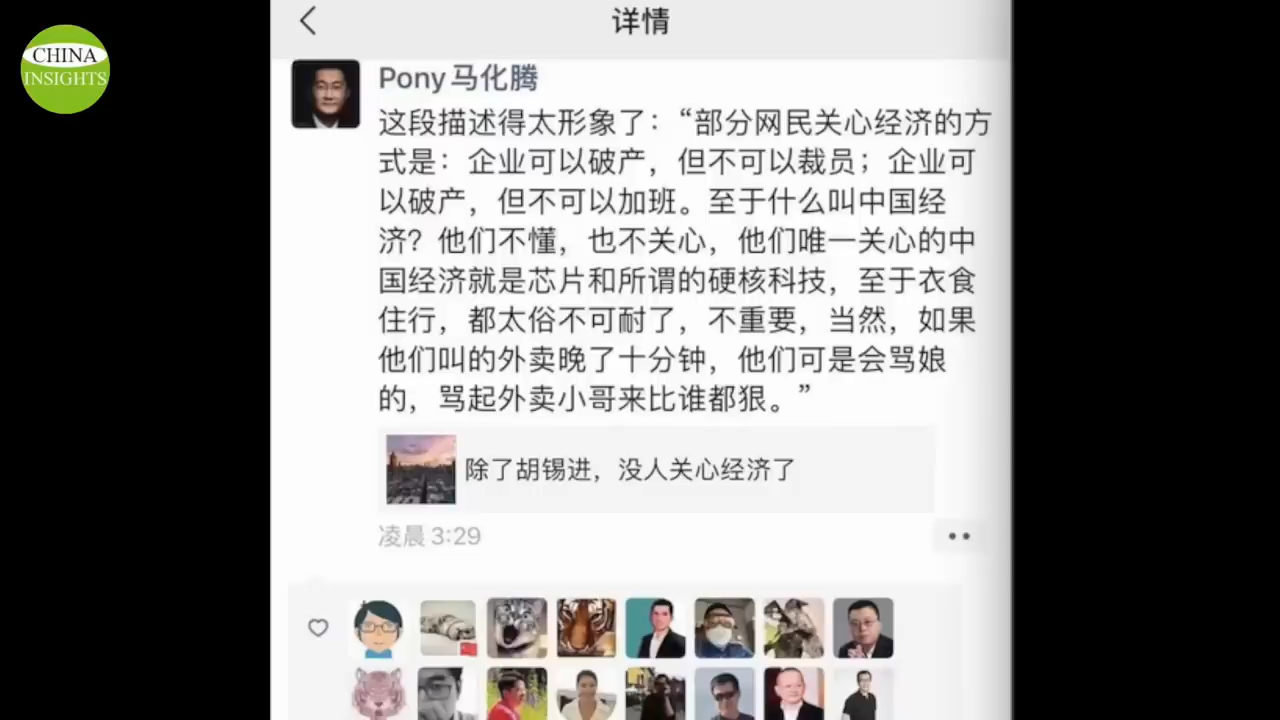 CHINA
INSIGHTS
详情
Pony马化腾
这段描述得太形象了：“部分网民关心经济的方
式是：企业可以破产，但不可以裁员；企业可
以破产，但不可以加班。至于什么叫中国经
济？他们不懂，也不关心，他们唯一关心的中
国经济就是芯片和所谓的硬核科技，至于衣食
住行，都太俗不可耐了，不重要，当然，如果
他们叫的外卖晚了十分钟，他们可是会骂娘
的，骂起外卖小哥来比谁都狠。”
除了胡锡进，没人关心经济了
凌晨 3:29